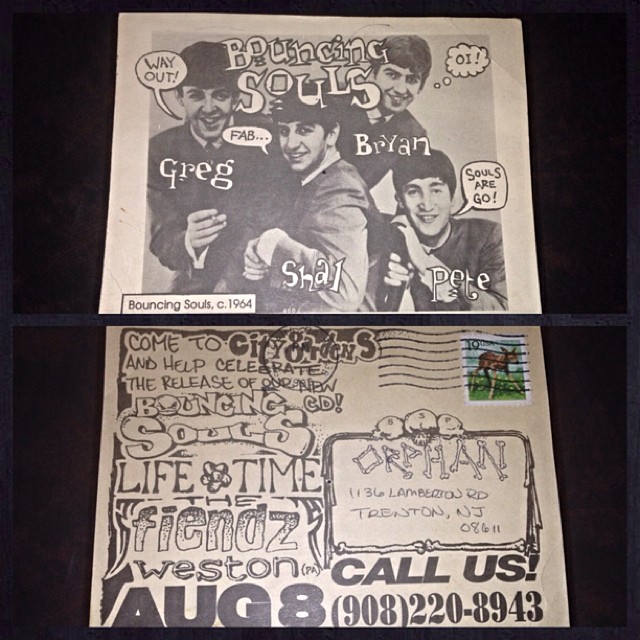 WAY
OUT!
Bouncing
SOULS
OI!
FAB...
Greg
Bryan
SOULS
ARE
GO!
Shal
Pete
Bouncing Souls, c.1964
COME TO City Gardens
AND HELP CELEBRATE
THE RELEASE OF OUR NEW
BOUNCING CD!
SOULS
LIFETIME
THE
fiendz
weston (PA)
AUG 8
19
ORPHAN
1136 LAMBERTON RD
TRENTON, NJ
08611
CALL US!
(908)220-8943